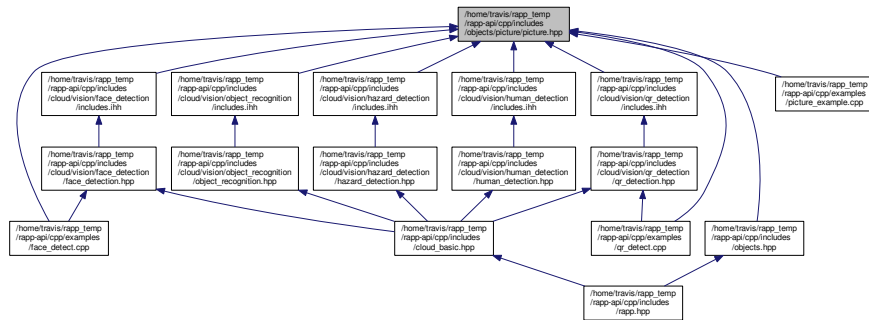 /home/travis/rapp_temp
/rapp-api/cpp/includes
/objects/picture/picture.hpp
/home/travis/rapp_temp
/rapp-api/cpp/includes
/cloud/vision/face_detection
/includes.ihh
/home/travis/rapp_temp
/rapp-api/cpp/includes
/cloud/vision/object_recognition
/includes.ihh
/home/travis/rapp_temp
/rapp-api/cpp/includes
/cloud/vision/hazard_detection
/includes.ihh
/home/travis/rapp_temp
/rapp-api/cpp/includes
/cloud/vision/human_detection
/includes.ihh
/home/travis/rapp_temp
/rapp-api/cpp/includes
/cloud/vision/qr_detection
/includes.ihh
/home/travis/rapp_temp
/rapp-api/cpp/examples
/picture_example.cpp
/home/travis/rapp_temp
/rapp-api/cpp/includes
/cloud/vision/face_detection
/face_detection.hpp
/home/travis/rapp_temp
/rapp-api/cpp/includes
/cloud/vision/object_recognition
/object_recognition.hpp
/home/travis/rapp_temp
/rapp-api/cpp/includes
/cloud/vision/hazard_detection
/hazard_detection.hpp
/home/travis/rapp_temp
/rapp-api/cpp/includes
/cloud/vision/human_detection
/human_detection.hpp
/home/travis/rapp_temp
/rapp-api/cpp/includes
/cloud/vision/qr_detection
/qr_detection.hpp
/home/travis/rapp_temp
/rapp-api/cpp/examples
/face_detect.cpp
/home/travis/rapp_temp
/rapp-api/cpp/includes
/cloud_basic.hpp
/home/travis/rapp_temp
/rapp-api/cpp/examples
/qr_detect.cpp
/home/travis/rapp_temp
/rapp-api/cpp/includes
/objects.hpp
/home/travis/rapp_temp
/rapp-api/cpp/includes
/rapp.hpp